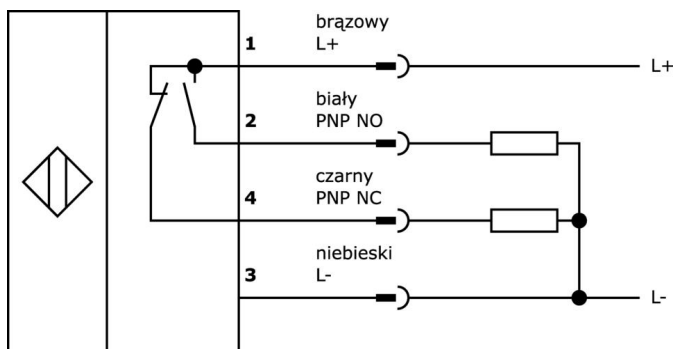 brązowy
1 L+ L+
biały
2 PNP NO
czarny
4 PNP NC
niebieski
3 L- L-